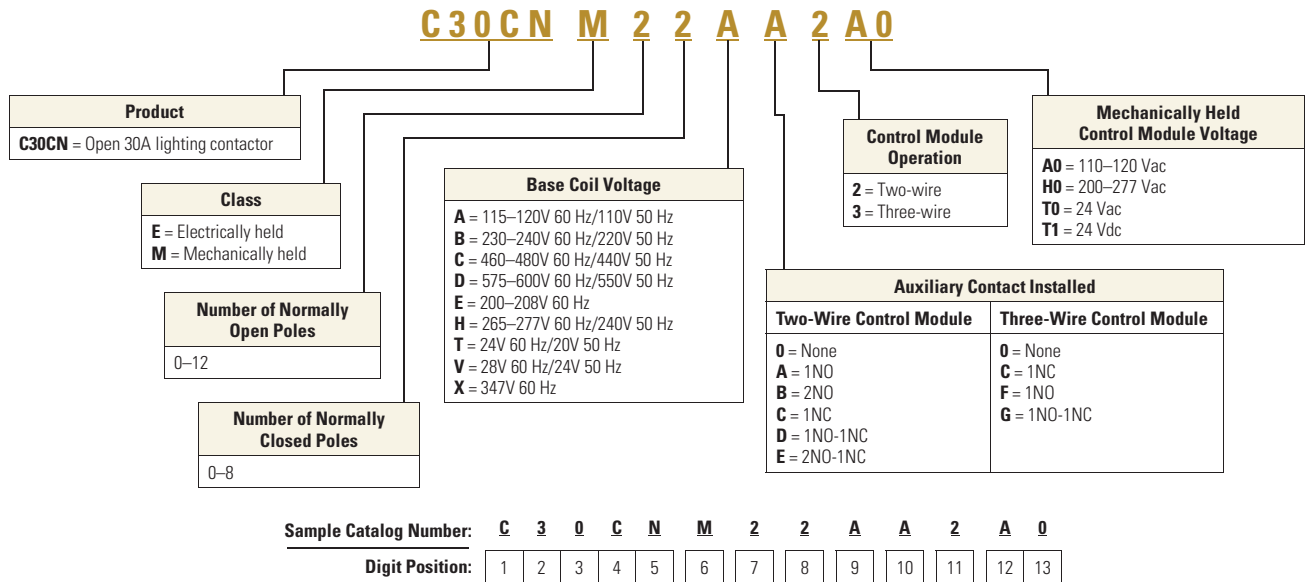 C30CN M 2 2 A A 2 A0
Product
C30CN = Open 30A lighting contactor
Class
E = Electrically held
M = Mechanically held
Number of Normally
Open Poles
0–12
Number of Normally
Closed Poles
0–8
Base Coil Voltage
A = 115–120V 60 Hz/110V 50 Hz
B = 230–240V 60 Hz/220V 50 Hz
C = 460–480V 60 Hz/440V 50 Hz
D = 575–600V 60 Hz/550V 50 Hz
E = 200–208V 60 Hz
H = 265–277V 60 Hz/240V 50 Hz
T = 24V 60 Hz/20V 50 Hz
V = 28V 60 Hz/24V 50 Hz
X = 347V 60 Hz
Control Module
Operation
2 = Two-wire
3 = Three-wire
Mechanically Held
Control Module Voltage
A0 = 110–120 Vac
H0 = 200–277 Vac
T0 = 24 Vac
T1 = 24 Vdc
Auxiliary Contact Installed
Two-Wire Control Module
0 = None
A = 1NO
B = 2NO
C = 1NC
D = 1NO-1NC
E = 2NO-1NC
Three-Wire Control Module
0 = None
C = 1NC
F = 1NO
G = 1NO-1NC
Sample Catalog Number: C 3 0 C N M 2 2 A A 2 A 0
Digit Position: 1 2 3 4 5 6 7 8 9 10 11 12 13